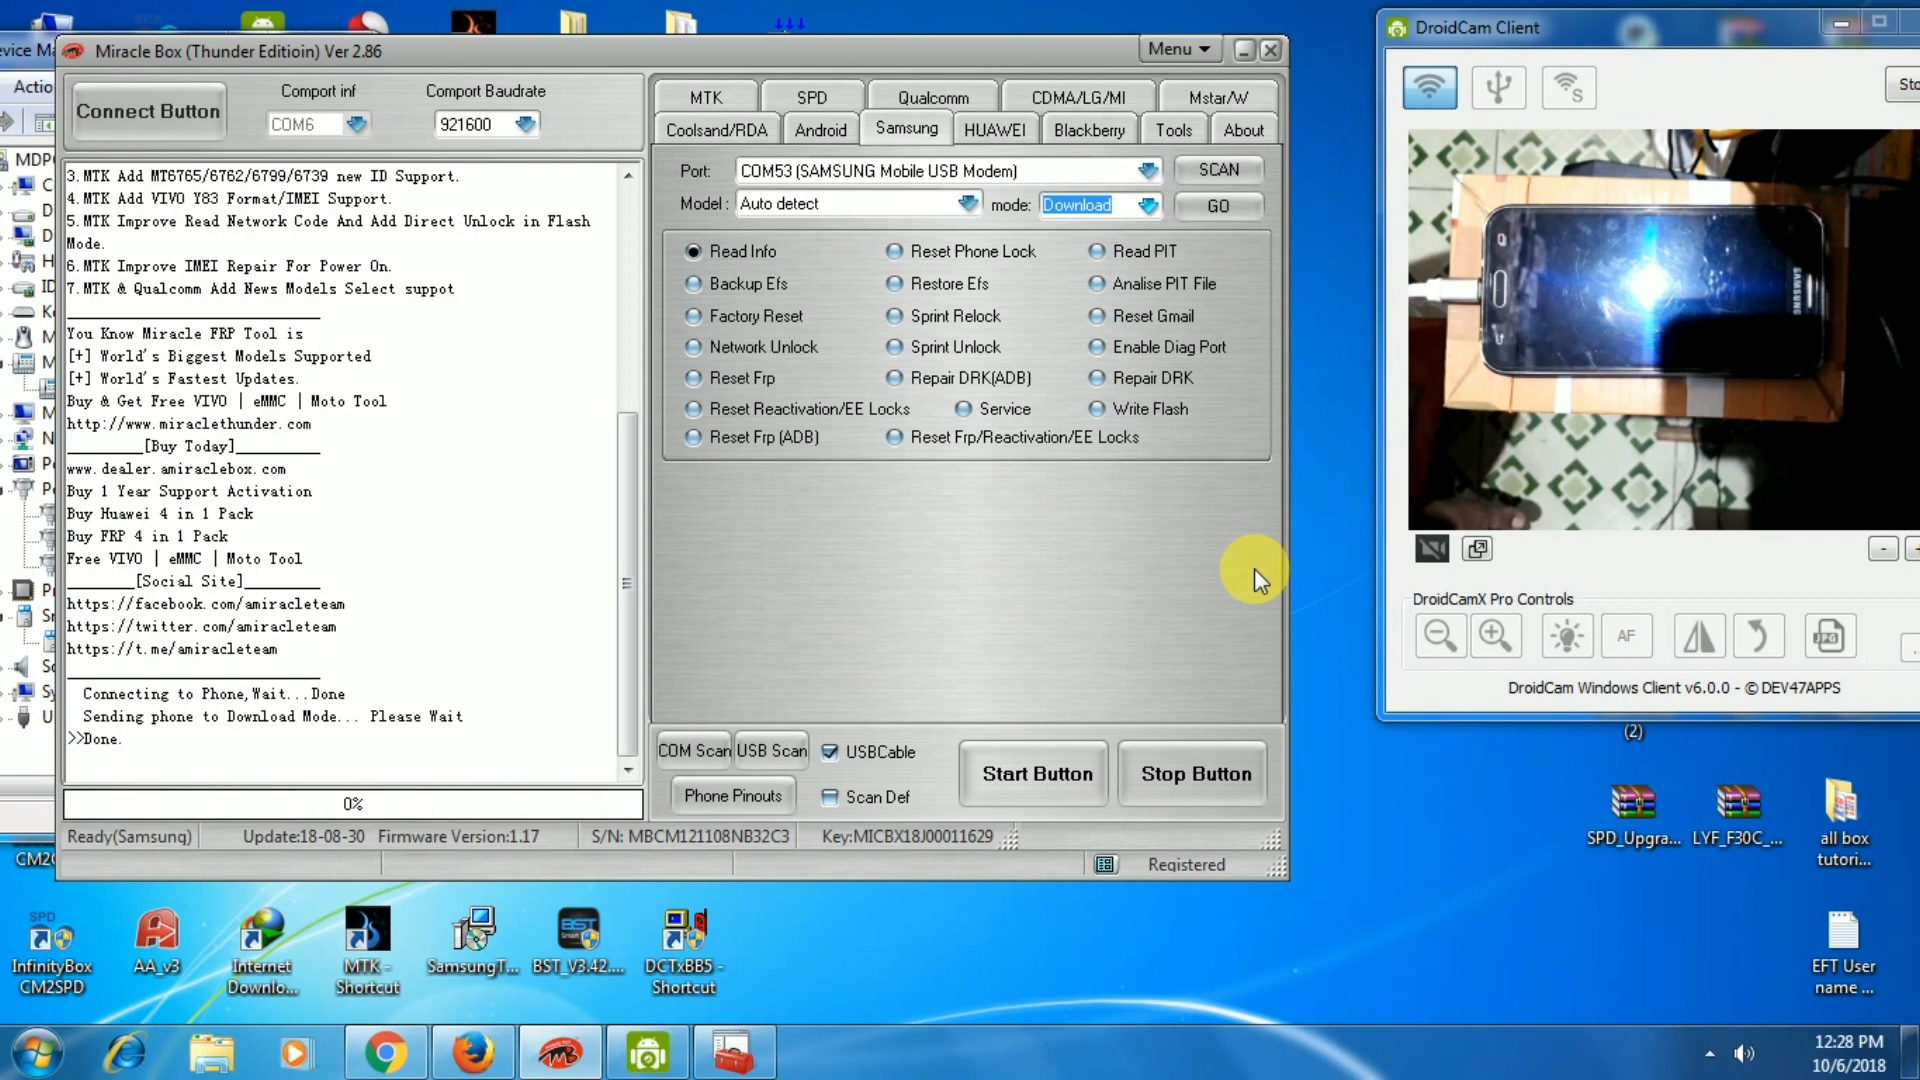 evice Ma
Miracle Box (Thunder Editioin) Ver 2.86
Menu
DroidCam Client
Actio
Connect Button
Comport inf
COM6
Comport Baudrate
921600
MTK
SPD
Qualcomm
CDMA/LG/MI
Mstar/W
Coolsand/RDA
Android
Samsung
HUAWEI
Blackberry
Tools
About
Sto
MDPC
3.MTK Add MT6765/6762/6799/6739 new ID Support.
4.MTK Add VIVO Y83 Format/IMEI Support.
5.MTK Improve Read Network Code And Add Direct Unlock in Flash
Mode.
6.MTK Improve IMEI Repair For Power On.
7.MTK & Qualcomm Add News Models Select suppot
You Know Miracle FRP Tool is
[+] World's Biggest Models Supported
[+] World's Fastest Updates.
Buy & Get Free VIVO | eMMC | Moto Tool
http://www.miraclethunder.com
________[Buy Today]________
www.dealer.amiraclebox.com
Buy 1 Year Support Activation
Buy Huawei 4 in 1 Pack
Buy FRP 4 in 1 Pack
Free VIVO | eMMC | Moto Tool
________[Social Site]________
https://facebook.com/amiracleteam
https://twitter.com/amiracleteam
https://t.me/amiracleteam
Connecting to Phone,Wait...Done
Sending phone to Download Mode... Please Wait
>>Done.
0%
Port:
COM53 (SAMSUNG Mobile USB Modem)
SCAN
Model :
Auto detect
mode:
Download
GO
Read Info
Reset Phone Lock
Read PIT
Backup Efs
Restore Efs
Analise PIT File
Factory Reset
Sprint Relock
Reset Gmail
Network Unlock
Sprint Unlock
Enable Diag Port
Reset Frp
Repair DRK(ADB)
Repair DRK
Reset Reactivation/EE Locks
Service
Write Flash
Reset Frp (ADB)
Reset Frp/Reactivation/EE Locks
COM Scan
USB Scan
USBCable
Phone Pinouts
Scan Def
Start Button
Stop Button
Ready(Samsung)
Update:18-08-30
Firmware Version:1.17
S/N: MBCM121108NB32C3
Key:MICBX18J00011629
Registered
SAMSUNG
DroidCamX Pro Controls
AF
JPG
DroidCam Windows Client v6.0.0 - © DEV47APPS
(2)
SPD_Upgra...
LYF_F30C_...
all box
tutori...
EFT User
name ...
SPD
InfinityBox
CM2SPD
AA_v3
Internet
Downlo...
MTK -
Shortcut
SamsungT...
BST
BST_V3.42....
DCTxBB5 -
Shortcut
12:28 PM
10/6/2018